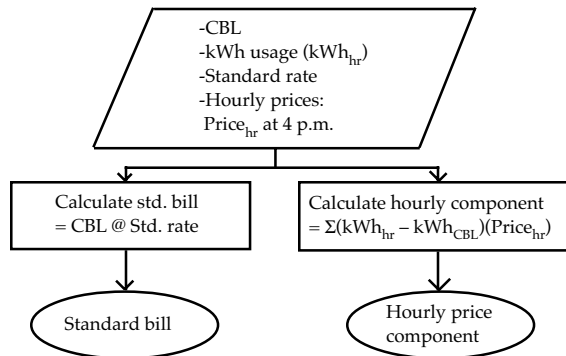 -CBL
-kWh usage (kWhhr)
-Standard rate
-Hourly prices:
Pricehr at 4 p.m.
Calculate std. bill
= CBL @ Std. rate
Calculate hourly component
= Σ(kWhhr – kWhCBL)(Pricehr)
Standard bill
Hourly price
component